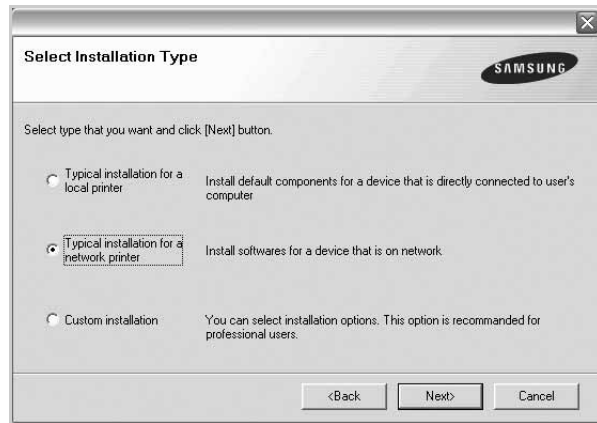 Select Installation Type
SAMSUNG
Select type that you want and click [Next] button.
Typical installation for a
local printer
Install default components for a device that is directly connected to user's
computer
Typical installation for a
network printer
Install softwares for a device that is on network
Custom installation
You can select installation options. This option is recommanded for
professional users.
<Back
Next>
Cancel